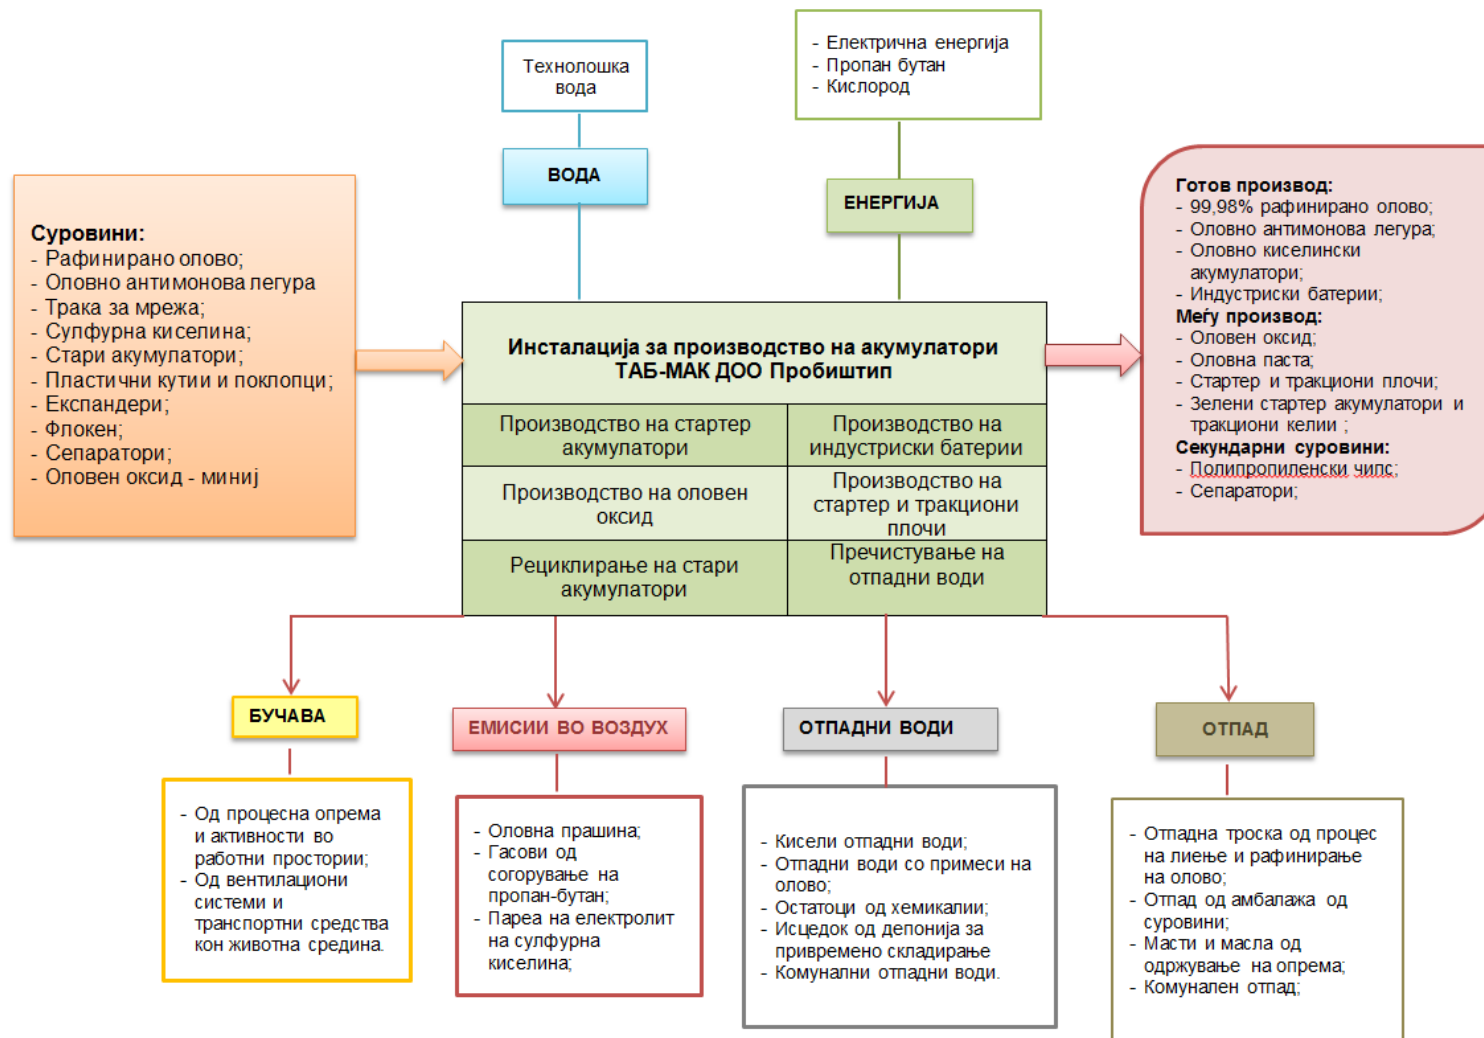 Технолошка
вода
- Електрична енергија
- Пропан бутан
- Кислород
ВОДА
ЕНЕРГИЈА
Суровини:
- Рафинирано олово;
- Оловно антимонова легура
- Трака за мрежа;
- Сулфурна киселина;
- Стари акумулатори;
- Пластични кутии и поклопци;
- Експандери;
- Флокен;
- Сепаратори;
- Оловен оксид - миниј
Инсталација за производство на акумулатори
ТАБ-МАК ДОО Пробиштип
Производство на стартер
акумулатори
Производство на
индустриски батерии
Производство на оловен
оксид
Производство на
стартер и тракциони
плочи
Рециклирање на стари
акумулатори
Пречистување на
отпадни води
Готов производ:
- 99,98% рафинирано олово;
- Оловно антимонова легура;
- Оловно киселински
акумулатори;
- Индустриски батерии;
Меѓу производ:
- Оловен оксид;
- Оловна паста;
- Стартер и тракциони плочи;
- Зелени стартер акумулатори и
тракциони келии ;
Секундарни суровини:
- Полипропиленски чипс;
- Сепаратори;
БУЧАВА
ЕМИСИИ ВО ВОЗДУХ
ОТПАДНИ ВОДИ
ОТПАД
- Од процесна опрема
и активности во
работни простории;
- Од вентилациони
системи и
транспортни средства
кон животна средина.
- Оловна прашина;
- Гасови од
согорување на
пропан-бутан;
- Пареа на електролит
на сулфурна
киселина;
- Кисели отпадни води;
- Отпадни води со примеси на
олово;
- Остатоци од хемикалии;
- Исцедок од депонија за
привремено складирање
- Комунални отпадни води.
- Отпадна троска од процес
на лиење и рафинирање
на олово;
- Отпад од амбалажа од
суровини;
- Масти и масла од
одржување на опрема;
- Комунален отпад;